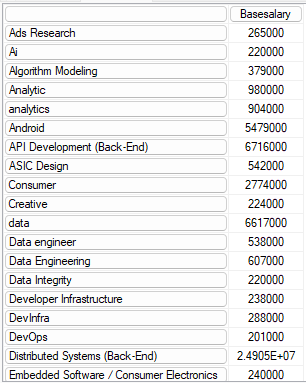 Basesalary
Ads Research 265000
Ai 220000
Algorithm Modeling 379000
Analytic 980000
analytics 904000
Android 5479000
API Development (Back-End) 6716000
ASIC Design 542000
Consumer 2774000
Creative 224000
data 6617000
Data engineer 538000
Data Engineering 607000
Data Integrity 220000
Developer Infrastructure 238000
DevInfra 288000
DevOps 201000
Distributed Systems (Back-End) 2.4905E+07
Embedded Software / Consumer Electronics 240000